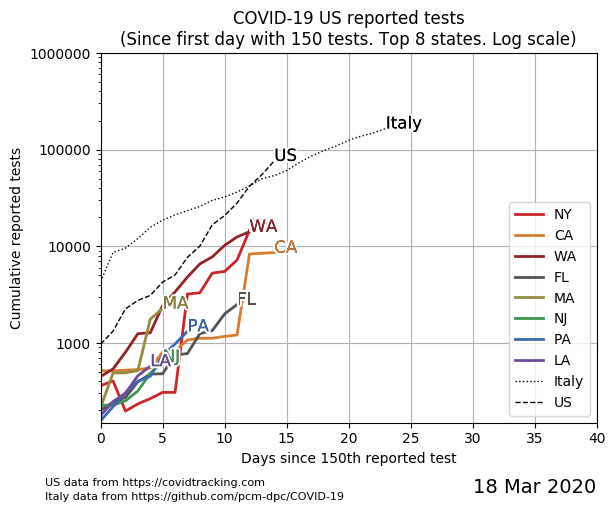 COVID-19 US reported tests
(Since first day with 150 tests. Top 8 states. Log scale)
1000000
100000
10000
1000
Cumulative reported tests
Italy
US
WA
CA
FL
MA
PA
NJ
LA
NY
CA
WA
FL
MA
NJ
PA
LA
Italy
US
0 5 10 15 20 25 30 35 40
Days since 150th reported test
US data from https://covidtracking.com
Italy data from https://github.com/pcm-dpc/COVID-19
18 Mar 2020